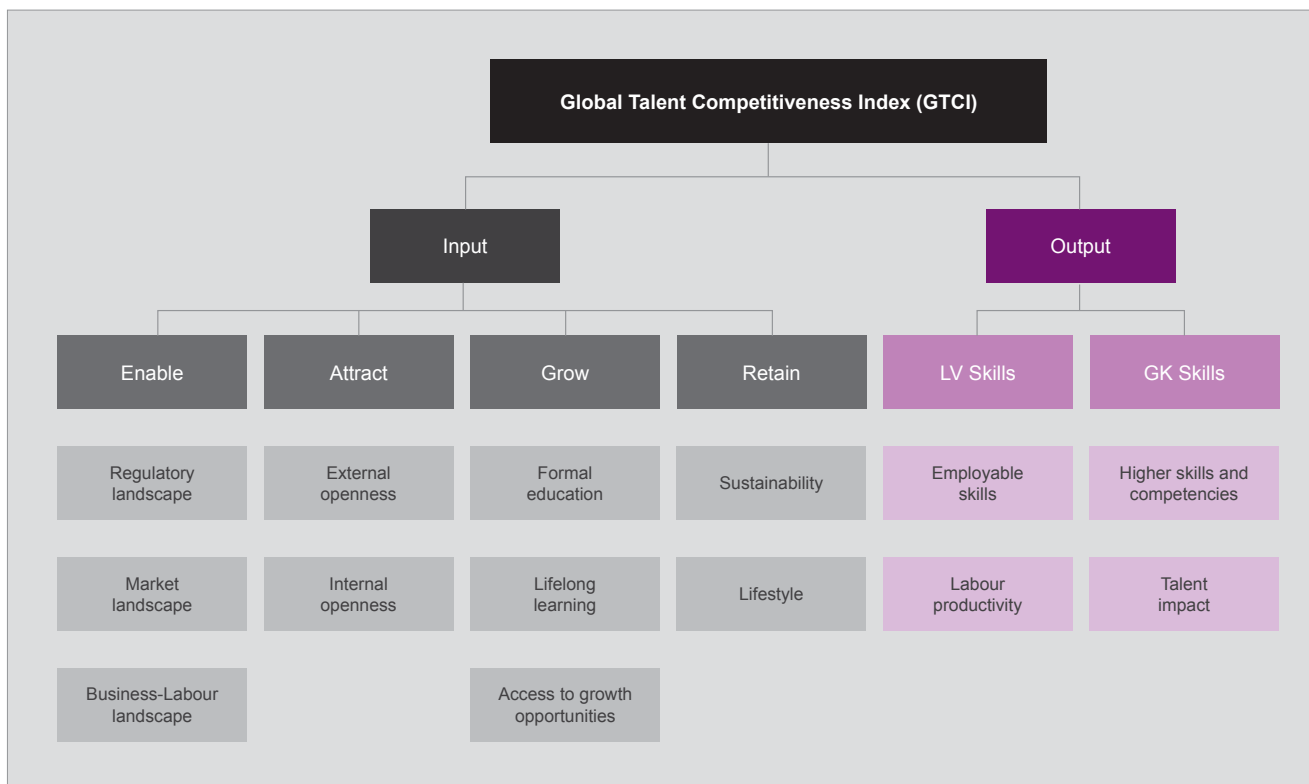 Global Talent Competitiveness Index (GTCI)
Input
Output
Enable
Attract
Grow
Retain
LV Skills
GK Skills
Regulatory
landscape
External
openness
Formal
education
Sustainability
Employable
skills
Higher skills and
competencies
Market
landscape
Internal
openness
Lifelong
learning
Lifestyle
Labour
productivity
Talent
impact
Business-Labour
landscape
Access to growth
opportunities